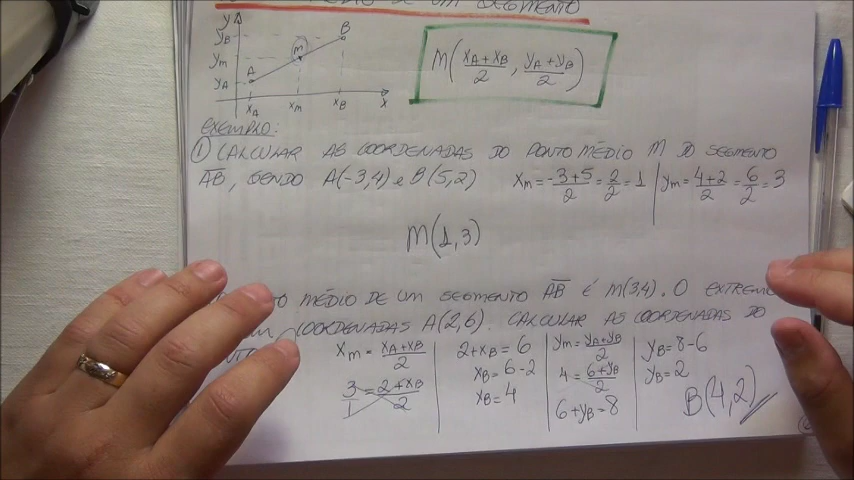 MÉDIO DE UM SEGMENTO
y
yB
B
ym
m
A
yA
xA xm xB x
M(xA+xB/2, yA+yB/2)
EXEMPLO:
① CALCULAR AS COORDENADAS DO PONTO MÉDIO M DO SEGMENTO
AB, SENDO A(-3,4) e B(5,2) xm = -3+5/2 = 2/2 = 1 | ym = 4+2/2 = 6/2 = 3
M(1,3)
MÉDIO DE UM SEGMENTO AB É M(3,4). O EXTREMO
COORDENADAS A(2,6). CALCULAR AS COORDENADAS DO
xm = xA+xB/2
3/1 = 2+xB/2
2+xB = 6
xB = 6-2
xB = 4
ym = yA+yB/2
4 = 6+yB/2
6+yB = 8
yB = 8-6
yB = 2
B(4,2)